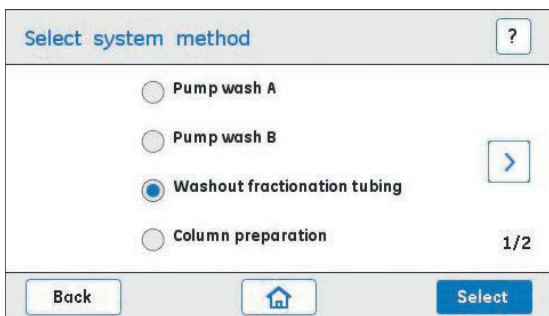 Select system method
?
Pump wash A
Pump wash B
>
Washout fractionation tubing
Column preparation
1/2
Back
Select